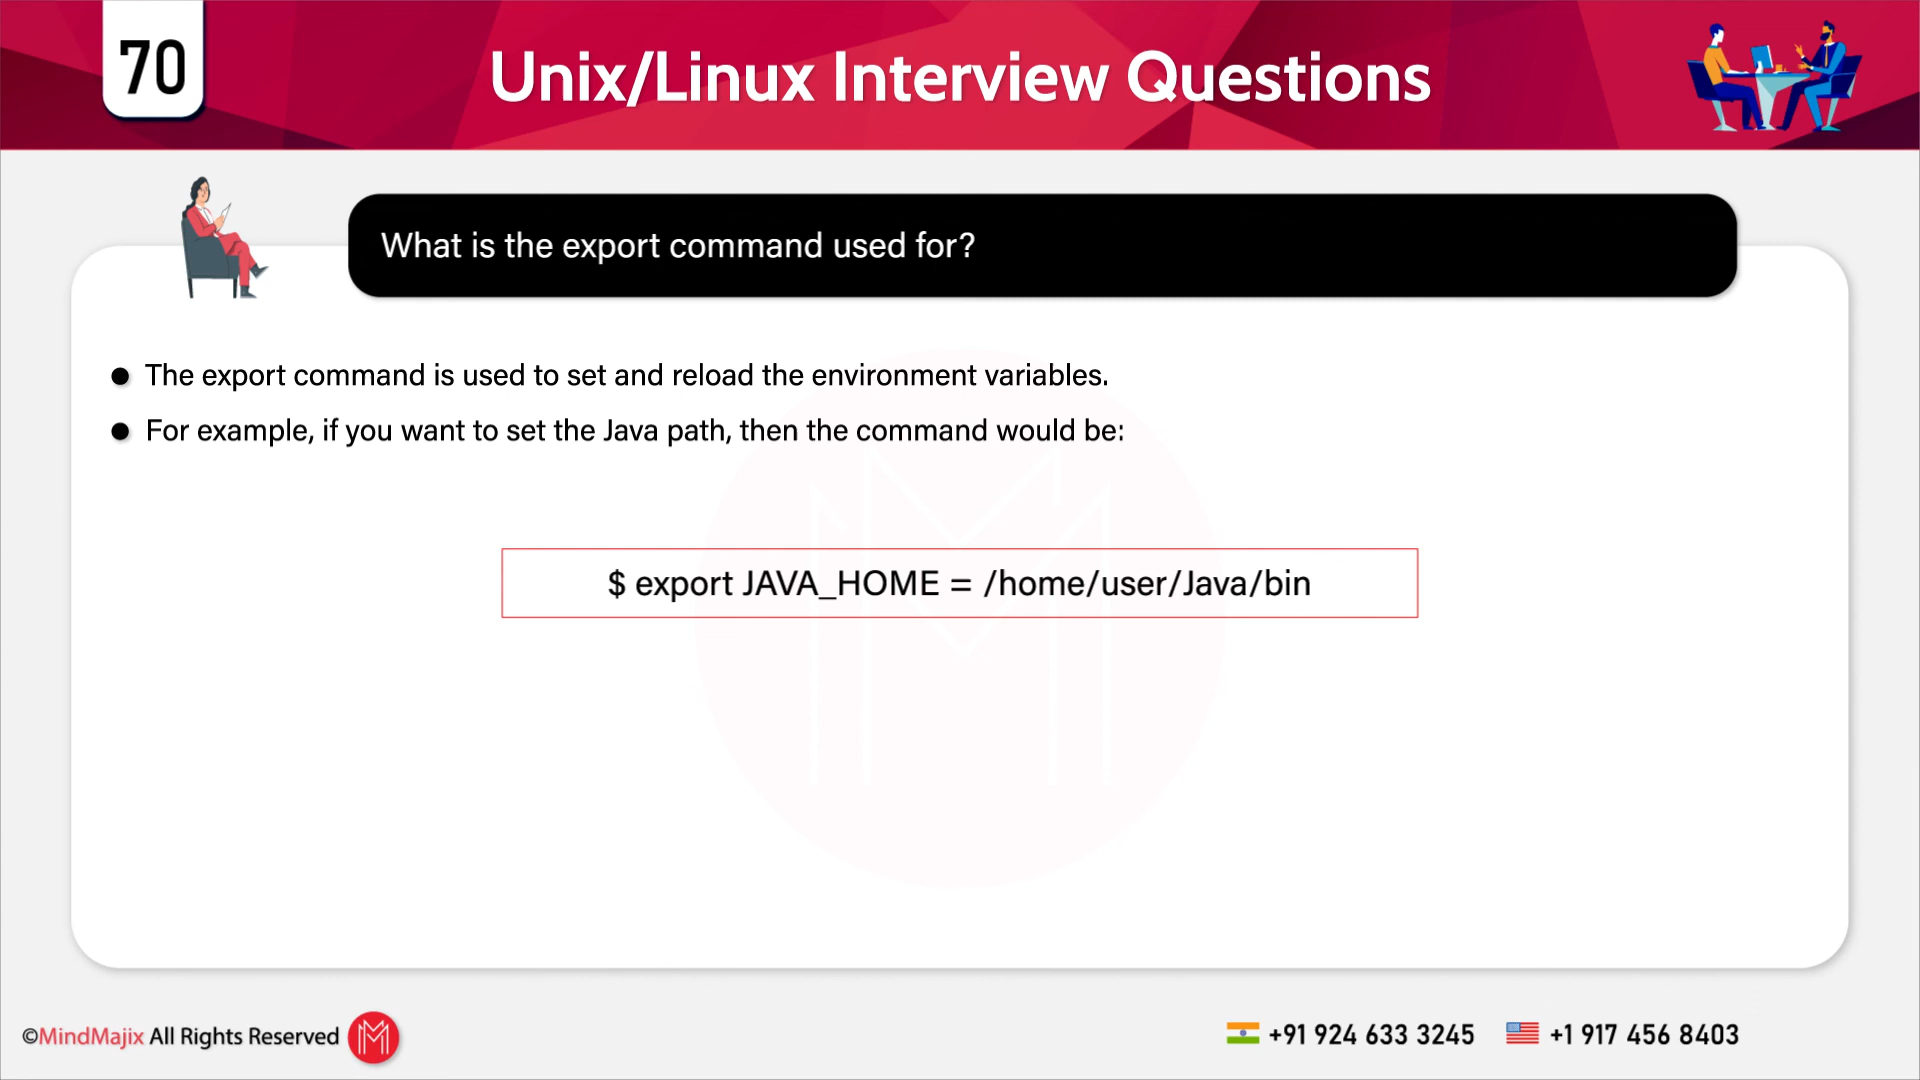 70
Unix/Linux Interview Questions
What is the export command used for?
● The export command is used to set and reload the environment variables.
● For example, if you want to set the Java path, then the command would be:
$ export JAVA_HOME = /home/user/Java/bin
©MindMajix All Rights Reserved
+91 924 633 3245
+1 917 456 8403